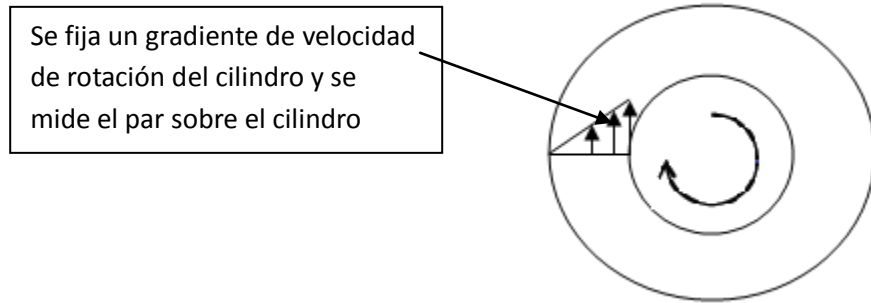 Se fija un gradiente de velocidad
de rotación del cilindro y se
mide el par sobre el cilindro